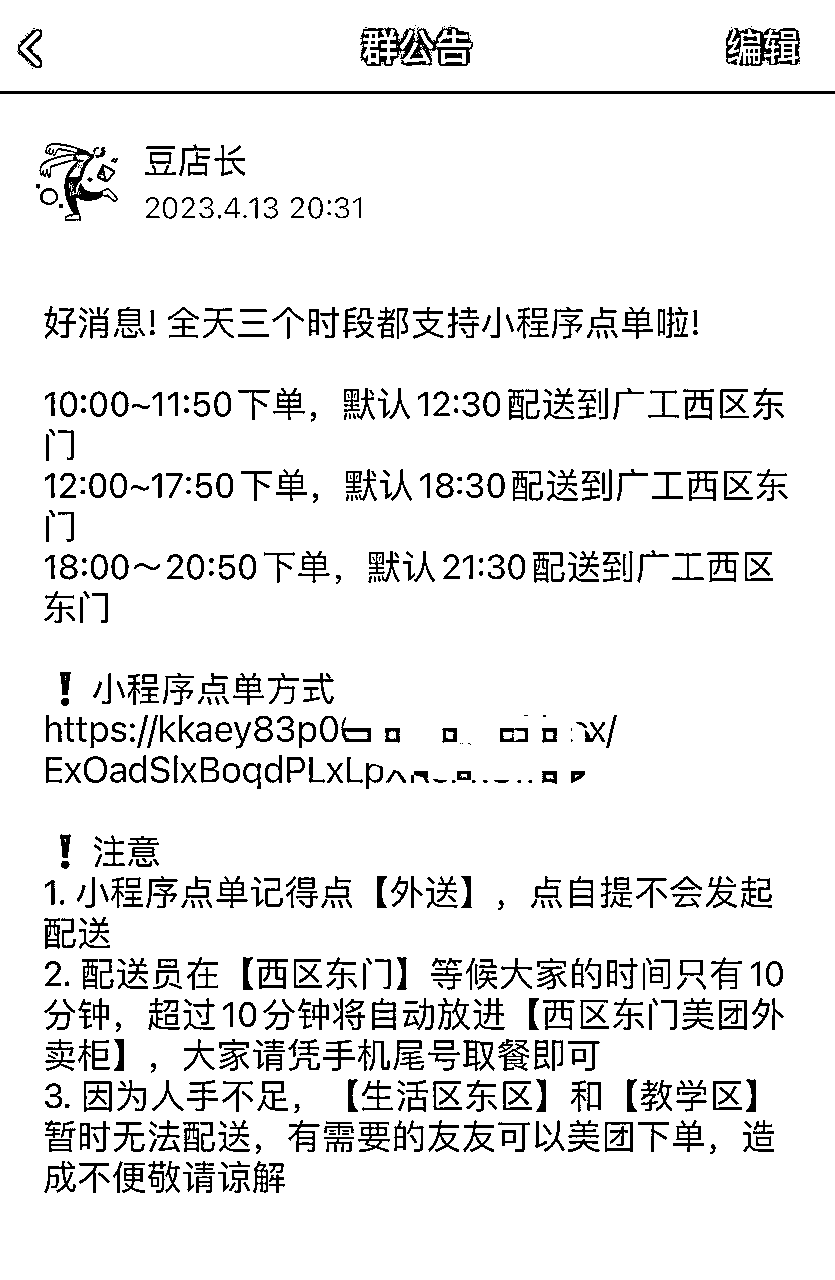 群公告
编辑
豆店长
2023.4.13 20:31
好消息! 全天三个时段都支持小程序点单啦!
10:00~11:50下单，默认12:30配送到广工西区东
门
12:00~17:50下单，默认18:30配送到广工西区东
门
18:00～20:50下单，默认21:30配送到广工西区
东门
❗ 小程序点单方式
https://kkaey83p0
x/
ExOadSlxBoqdPLxLp
❗ 注意
1. 小程序点单记得点【外送】，点自提不会发起
配送
2. 配送员在【西区东门】等候大家的时间只有10
分钟，超过10分钟将自动放进【西区东门美团外
卖柜】，大家请凭手机尾号取餐即可
3. 因为人手不足，【生活区东区】和【教学区】
暂时无法配送，有需要的友友可以美团下单，造
成不便敬请谅解